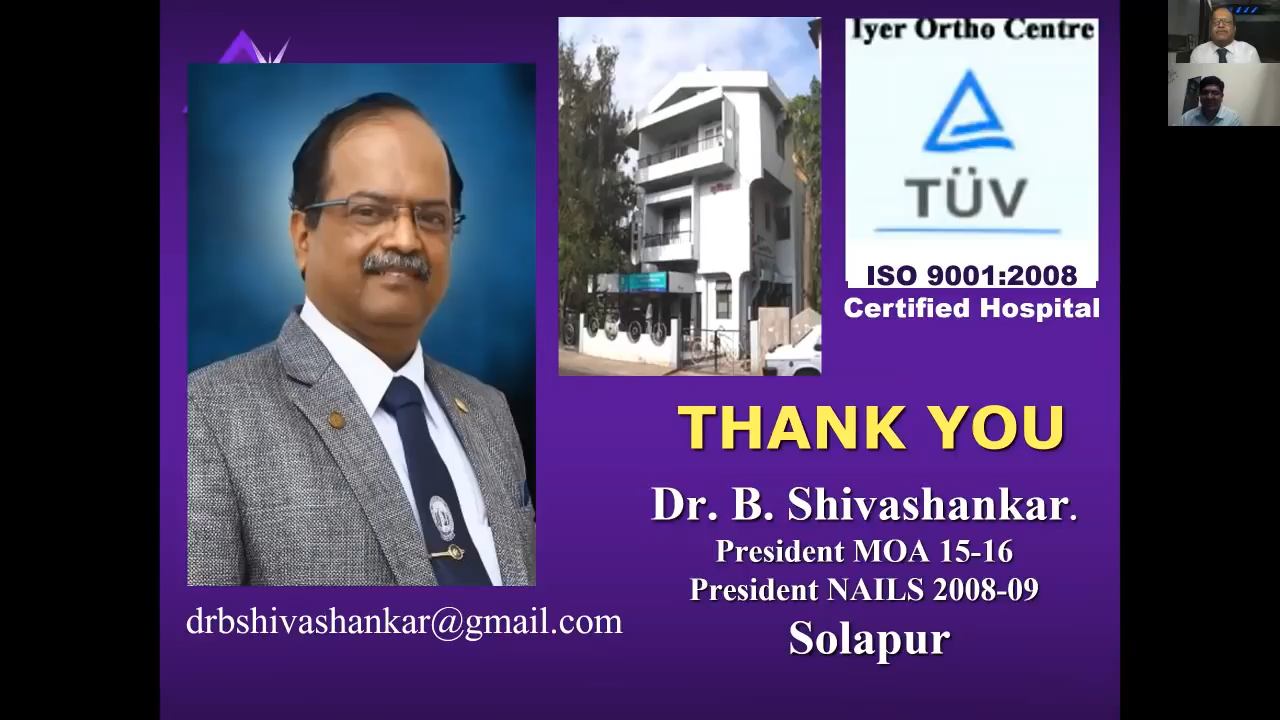 Iyer Ortho Centre
TÜV
ISO 9001:2008
Certified Hospital
THANK YOU
Dr. B. Shivashankar.
President MOA 15-16
President NAILS 2008-09
Solapur
drbshivashankar@gmail.com